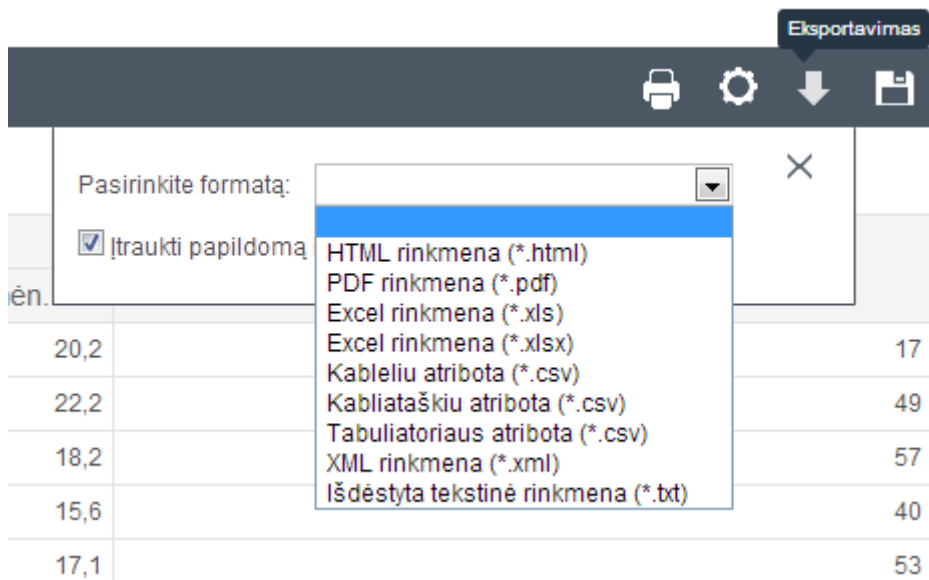 Eksportavimas
Pasirinkite formatą:
Įtraukti papildomą
HTML rinkmena (*.html)
PDF rinkmena (*.pdf)
Excel rinkmena (*.xls)
Excel rinkmena (*.xlsx)
Kableliu atribota (*.csv)
Kabliataškiu atribota (*.csv)
Tabuliatoriaus atribota (*.csv)
XML rinkmena (*.xml)
Išdėstyta tekstinė rinkmena (*.txt)
ėn.
20,2 17
22,2 49
18,2 57
15,6 40
17,1 53